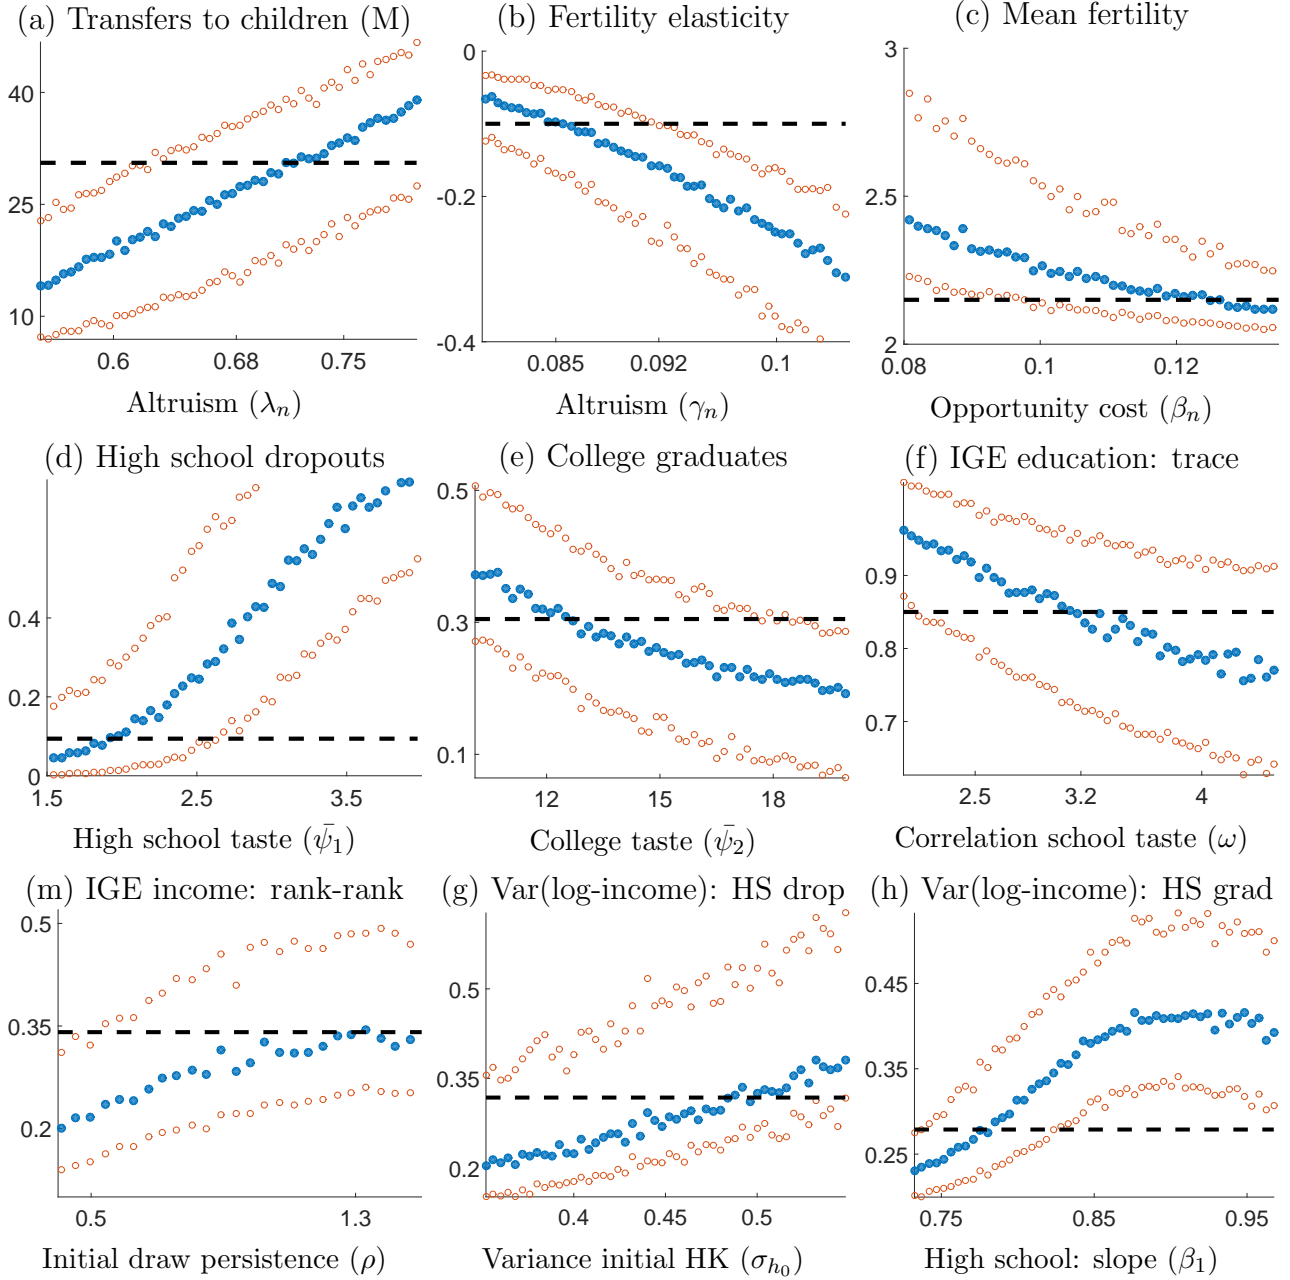 (a) Transfers to children (M)
(b) Fertility elasticity
(c) Mean fertility
40
25
10
0.6
0.68
0.75
Altruism (λn)
0
-0.2
-0.4
0.085
0.092
0.1
Altruism (γn)
3
2.5
2
0.08
0.1
0.12
Opportunity cost (βn)
(d) High school dropouts
(e) College graduates
(f) IGE education: trace
0.4
0.2
0
1.5
2.5
3.5
High school taste (ψ̄1)
0.5
0.3
0.1
12
15
18
College taste (ψ̄2)
0.9
0.8
0.7
2.5
3.2
4
Correlation school taste (ω)
(m) IGE income: rank-rank
(g) Var(log-income): HS drop
(h) Var(log-income): HS grad
0.5
0.35
0.2
0.5
1.3
Initial draw persistence (ρ)
0.5
0.35
0.2
0.4
0.45
0.5
Variance initial HK (σh0)
0.45
0.35
0.25
0.75
0.85
0.95
High school: slope (β1)